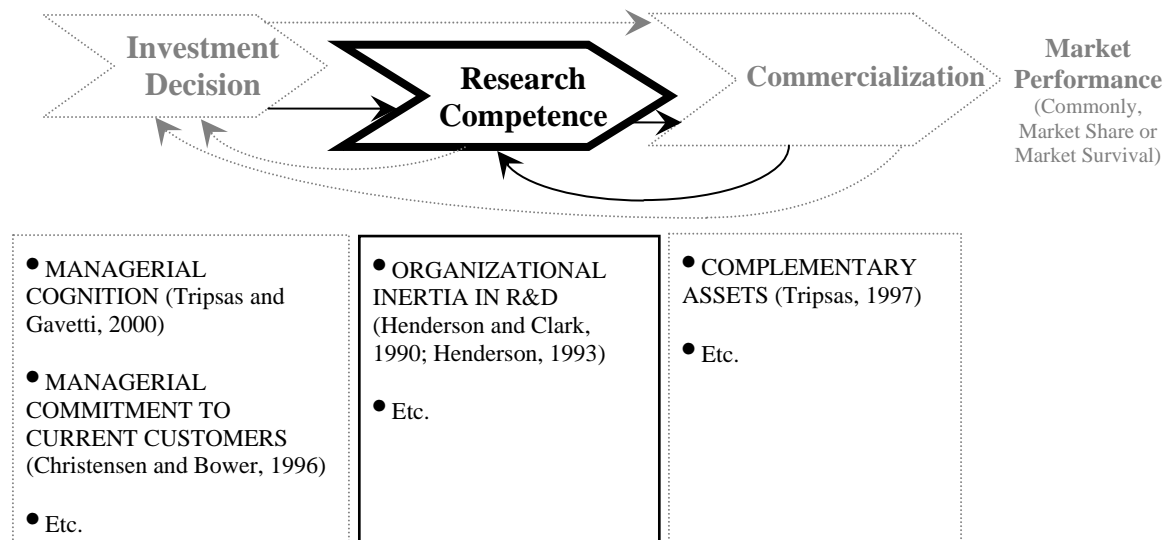 Investment
Decision
Research
Competence
Commercialization
Market
Performance
(Commonly,
Market Share or
Market Survival)
● MANAGERIAL
COGNITION (Tripsas and
Gavetti, 2000)
● MANAGERIAL
COMMITMENT TO
CURRENT CUSTOMERS
(Christensen and Bower, 1996)
● Etc.
● ORGANIZATIONAL
INERTIA IN R&D
(Henderson and Clark,
1990; Henderson, 1993)
● Etc.
● COMPLEMENTARY
ASSETS (Tripsas, 1997)
● Etc.